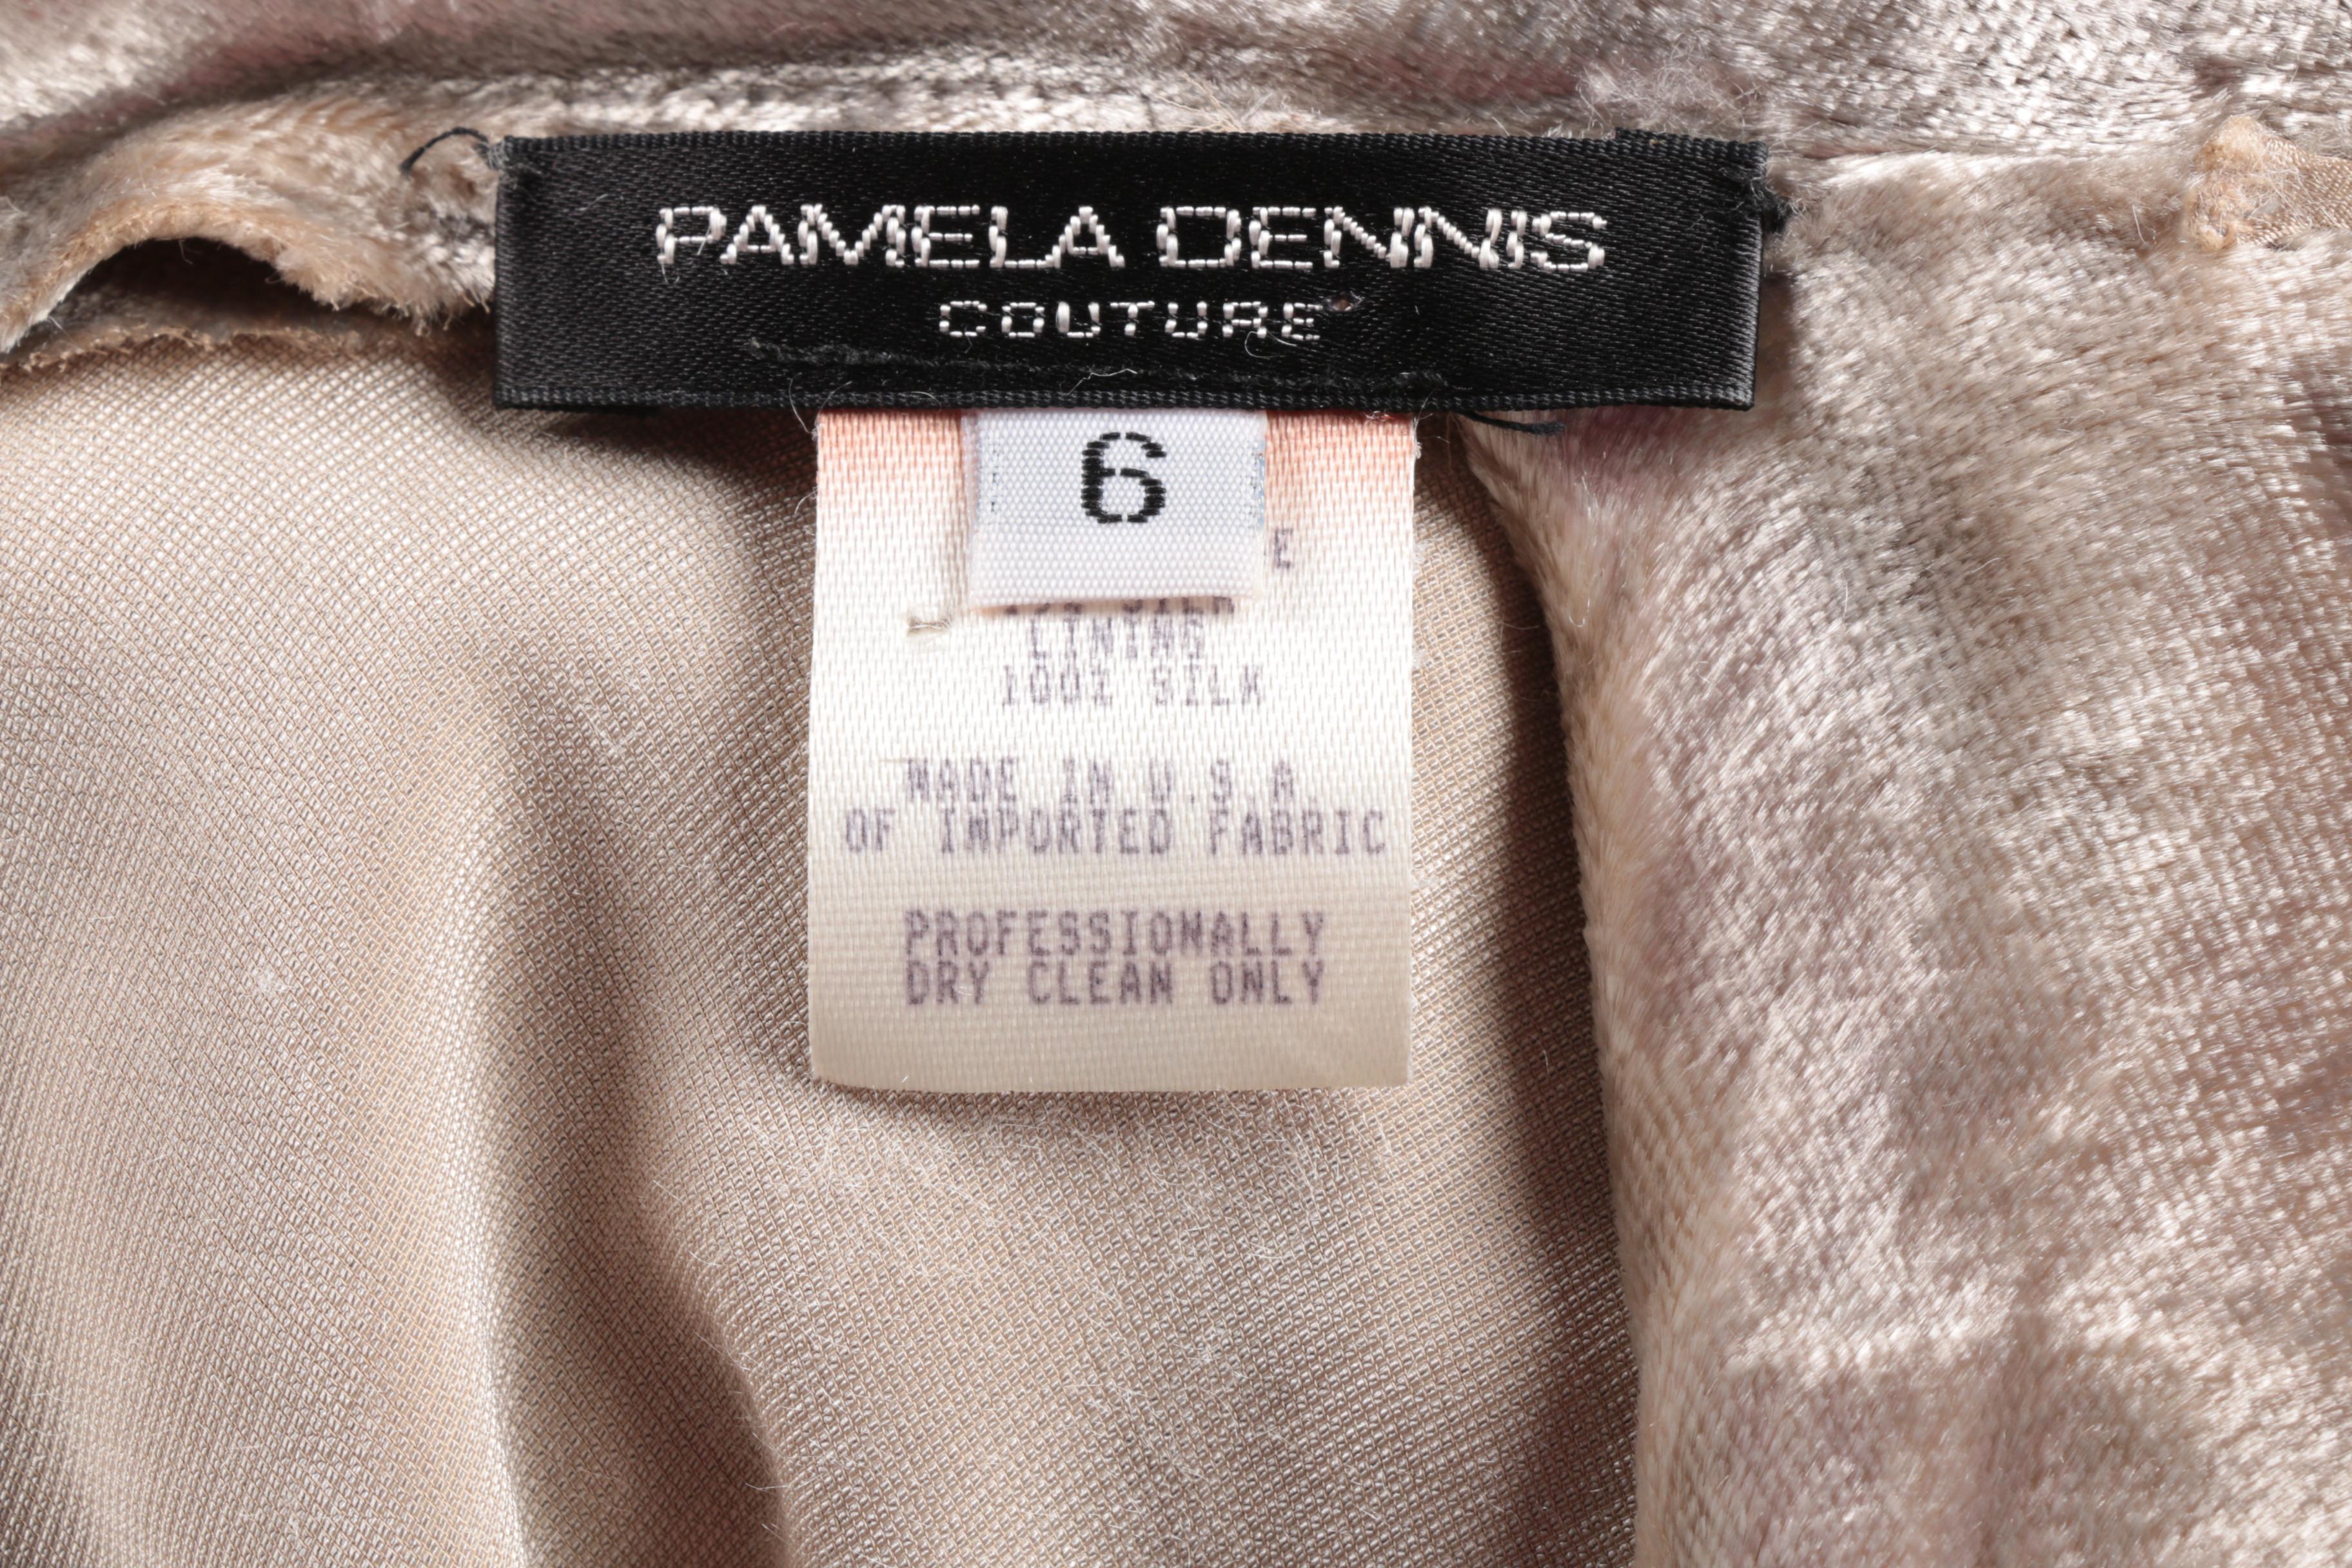 PAMELA DENNIS
COUTURE
6
LINING
100% SILK
MADE IN U.S.A
OF IMPORTED FABRIC
PROFESSIONALLY
DRY CLEAN ONLY